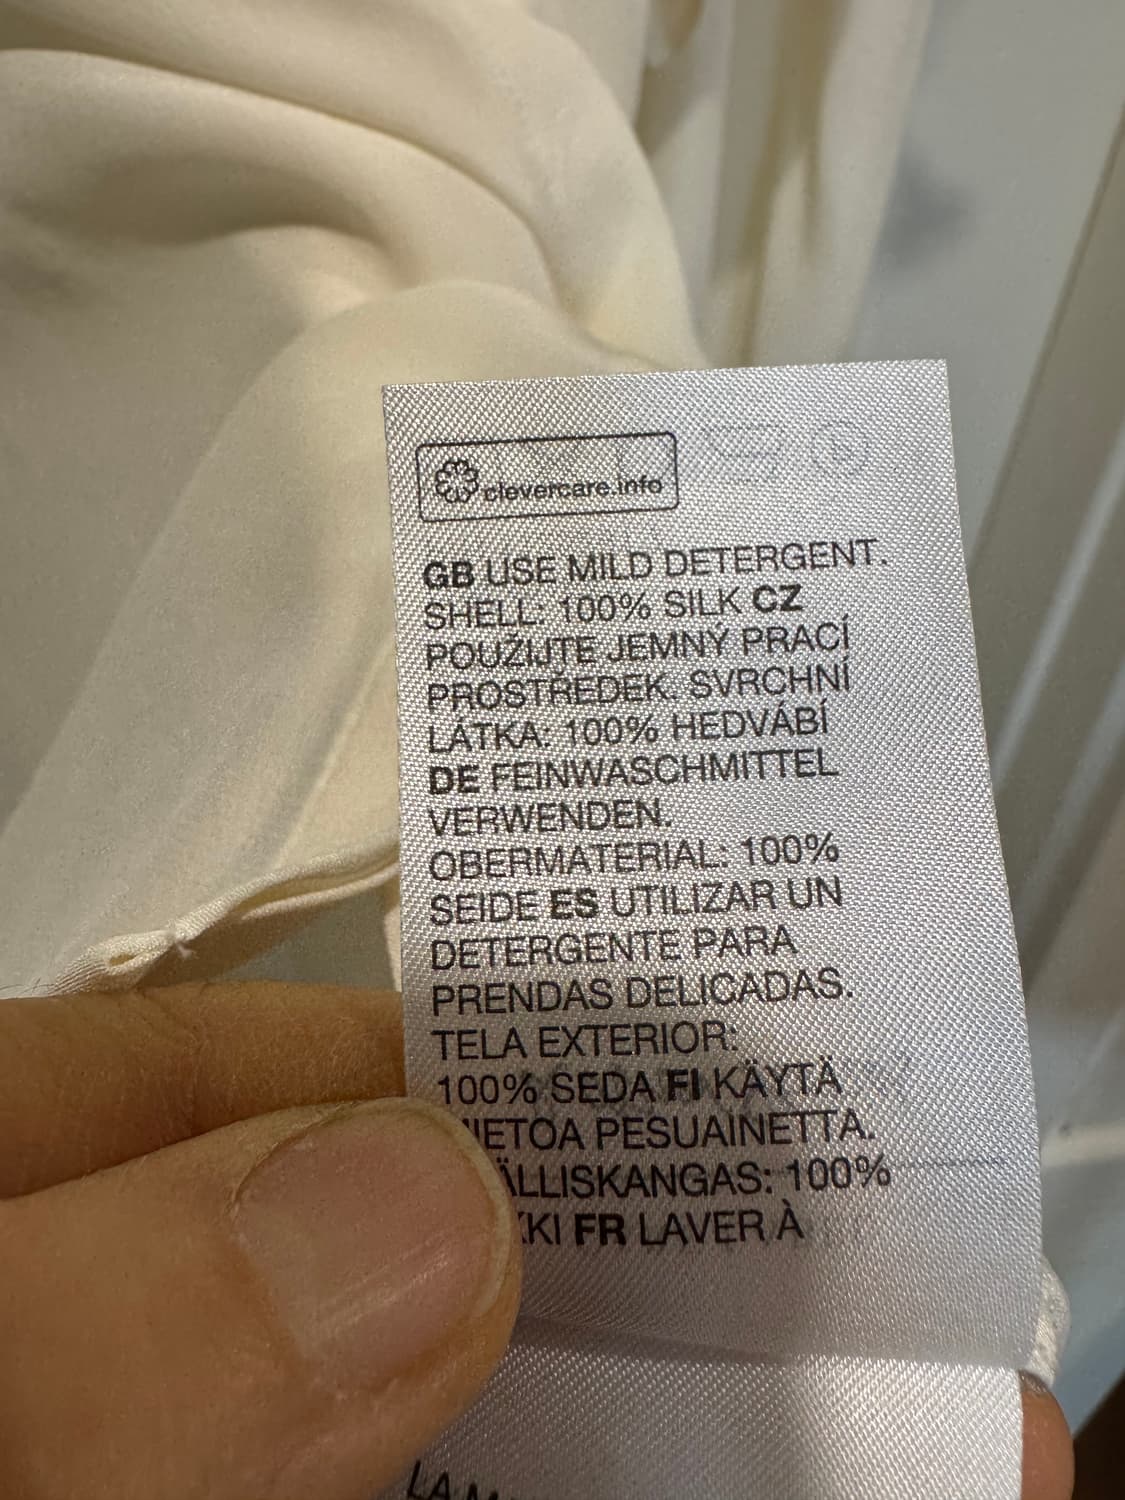 clevercare.info
GB USE MILD DETERGENT.
SHELL: 100% SILK CZ
POUŽIJTE JEMNÝ PRACÍ
PROSTŘEDEK. SVRCHNÍ
LÁTKA: 100% HEDVÁBÍ
DE FEINWASCHMITTEL
VERWENDEN.
OBERMATERIAL: 100%
SEIDE ES UTILIZAR UN
DETERGENTE PARA
PRENDAS DELICADAS.
TELA EXTERIOR:
100% SEDA FI KÄYTÄ
PESUAINETTA.
100%
FR LAVER À